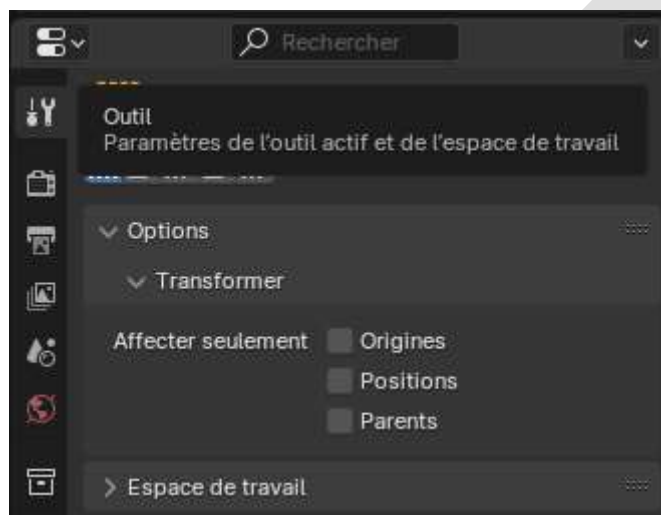 Rechercher
Outil
Paramètres de l'outil actif et de l'espace de travail
Options
Transformer
Affecter seulement Origines
Positions
Parents
Espace de travail